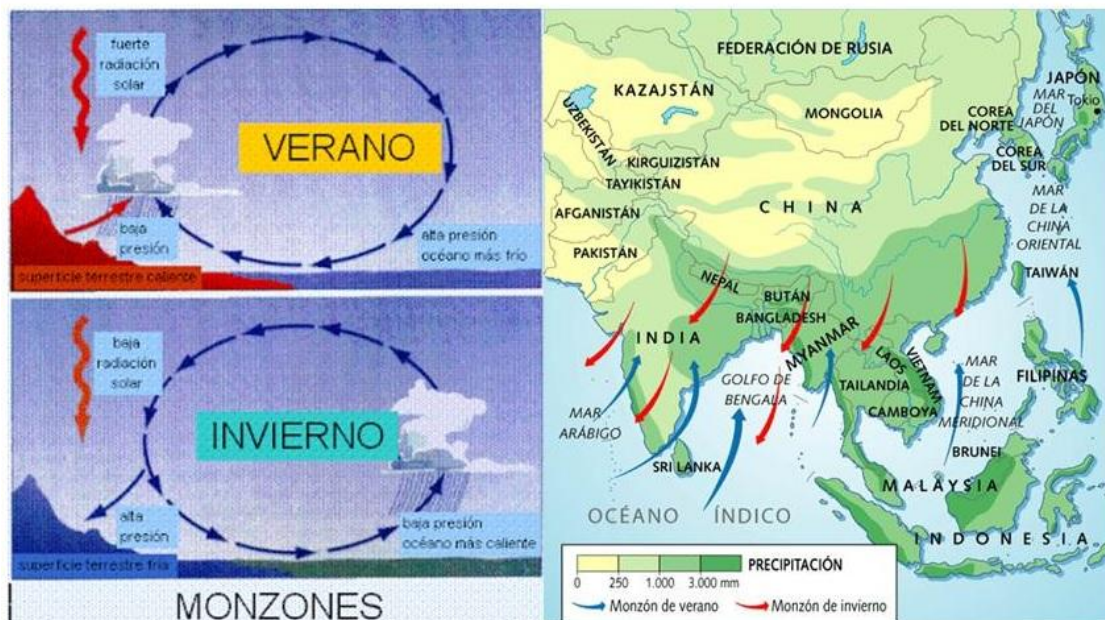 fuerte
radiación
solar
VERANO
baja
presión
alta presión
océano más frío
superficie terrestre caliente
baja
radiación
solar
INVIERNO
alta
presión
baja presión
océano más caliente
superficie terrestre fría
MONZONES
FEDERACIÓN DE RUSIA
KAZAJSTÁN
MONGOLIA
UZBEKISTÁN
KIRGUIZISTÁN
TAYIKISTÁN
AFGANISTÁN
PAKISTÁN
CHINA
COREA
DEL NORTE
COREA
DEL SUR
JAPÓN
MAR
DEL
JAPÓN
Tokio
MAR
DE LA
CHINA
ORIENTAL
TAIWÁN
NEPAL
BUTÁN
BANGLADESH
INDIA
MYANMAR
LAOS
VIETNAM
TAILANDIA
CAMBOYA
GOLFO DE
BENGALA
MAR
ARÁBIGO
SRI LANKA
MAR
DE LA
CHINA
MERIDIONAL
FILIPINAS
BRUNEI
MALAYSIA
INDONESIA
OCÉANO ÍNDICO
PRECIPITACIÓN
0 250 1.000 3.000 mm
Monzón de verano Monzón de invierno